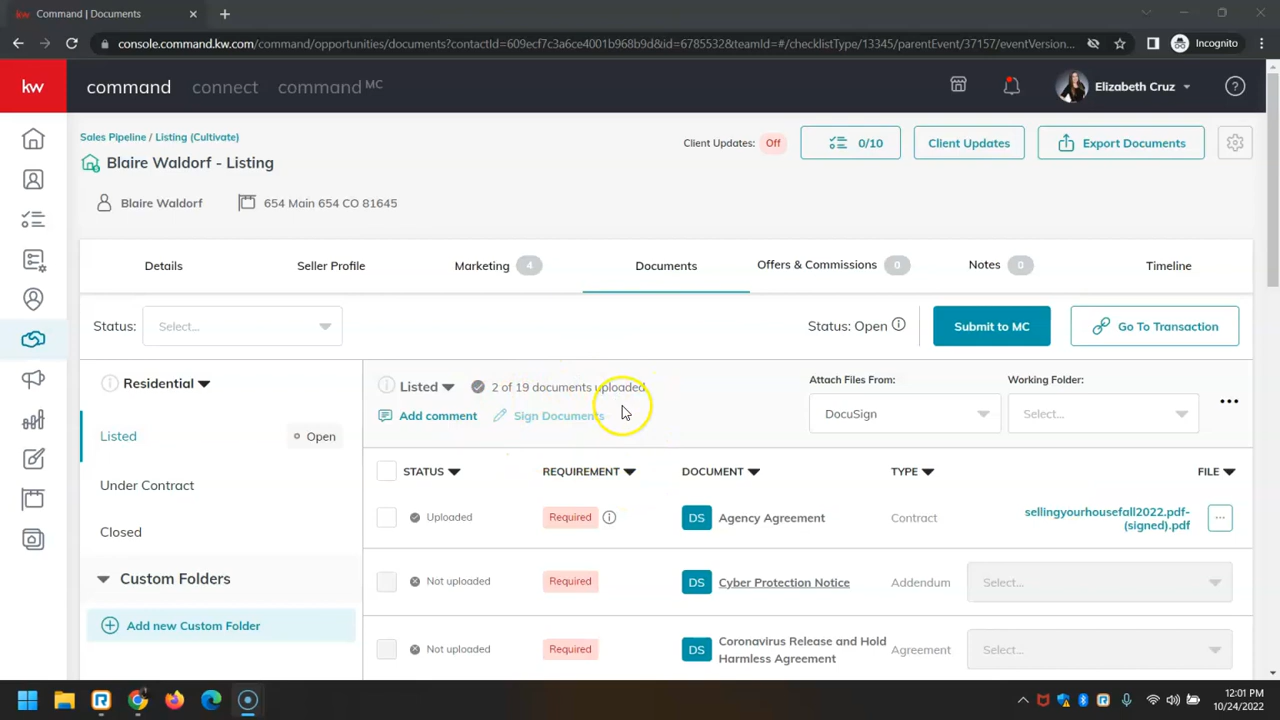 Command | Documents
console.command.kw.com/command/opportunities/documents?contactId=609ecf7c3a6ce4001b968b9d&id=6785532&teamId=#/checklistType/13345/parentEvent/37157/eventVersion...
Incognito
kw
command connect command MC
Elizabeth Cruz
Sales Pipeline / Listing (Cultivate)
Blaire Waldorf - Listing
Client Updates: Off
0/10
Client Updates
Export Documents
Blaire Waldorf
654 Main 654 CO 81645
Details
Seller Profile
Marketing 4
Documents
Offers & Commissions 0
Notes 0
Timeline
Status: Select...
Status: Open
Submit to MC
Go To Transaction
Residential
Listed
Open
Under Contract
Closed
Custom Folders
Add new Custom Folder
Listed
2 of 19 documents uploaded
Add comment
Sign Documents
Attach Files From:
DocuSign
Working Folder:
Select...
STATUS REQUIREMENT DOCUMENT TYPE FILE
Uploaded Required DS Agency Agreement Contract
sellingyourhousefall2022.pdf-
(signed).pdf
Not uploaded Required DS Cyber Protection Notice Addendum Select...
Not uploaded Required DS
Coronavirus Release and Hold
Harmless Agreement
Agreement Select...
12:01 PM
10/24/2022